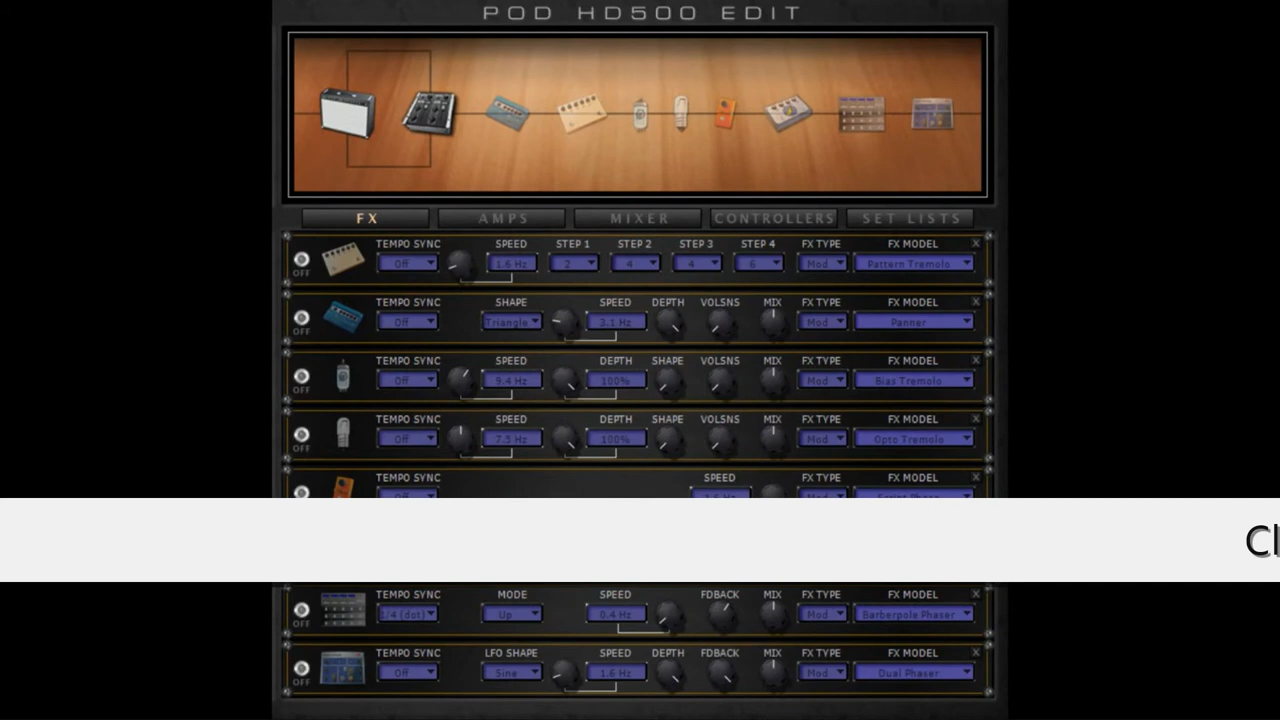 POD HD500 EDIT
FX AMPS MIXER CONTROLLERS SET LISTS
TEMPO SYNC SPEED STEP 1 STEP 2 STEP 3 STEP 4 FX TYPE FX MODEL X
OFF Off 1.6 Hz 2 4 4 6 Mod Pattern Tremolo
TEMPO SYNC SHAPE SPEED DEPTH VOLSNS MIX FX TYPE FX MODEL X
OFF Off Triangle 3.1 Hz Mod Panner
TEMPO SYNC SPEED DEPTH SHAPE VOLSNS MIX FX TYPE FX MODEL X
OFF Off 9.4 Hz 100% Mod Bias Tremolo
TEMPO SYNC SPEED DEPTH SHAPE VOLSNS MIX FX TYPE FX MODEL X
OFF Off 7.3 Hz 100% Mod Opto Tremolo
TEMPO SYNC SPEED FX TYPE FX MODEL X
Cl
TEMPO SYNC MODE SPEED FDBACK MIX FX TYPE FX MODEL X
OFF 1/4 (dot) Up 0.4 Hz Mod Barberpole Phaser
TEMPO SYNC LFO SHAPE SPEED DEPTH FDBACK MIX FX TYPE FX MODEL X
OFF Off Sine 1.6 Hz Mod Dual Phaser